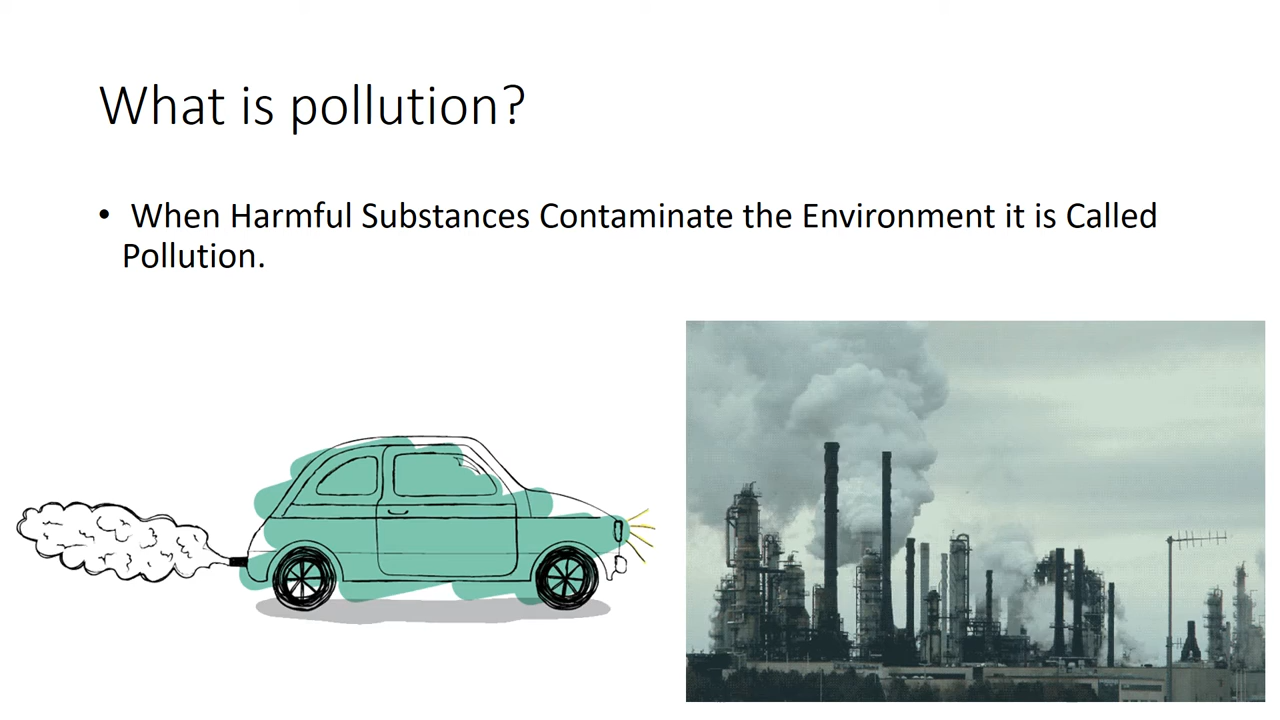 What is pollution?
• When Harmful Substances Contaminate the Environment it is Called
Pollution.